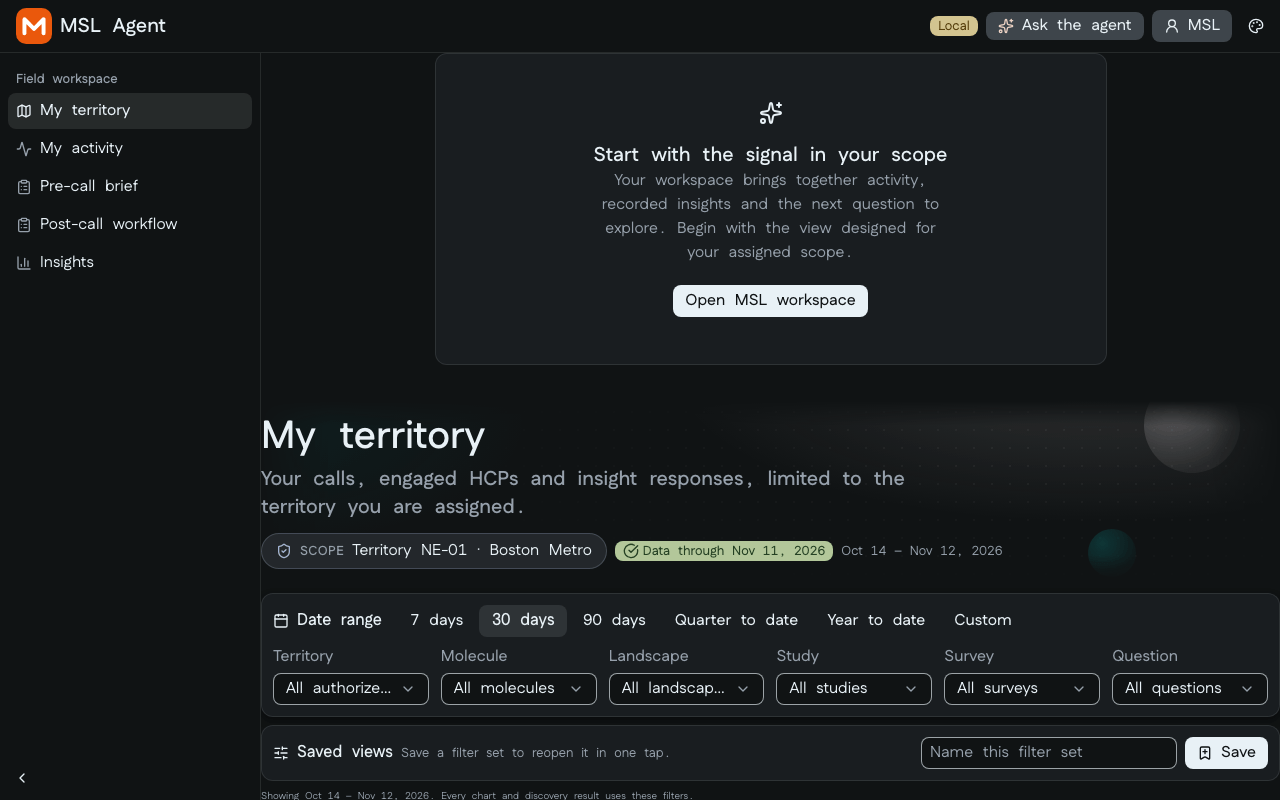 MSL Agent
Local
Ask the agent
MSL
Field workspace
My territory
My activity
Pre-call brief
Post-call workflow
Insights
Start with the signal in your scope
Your workspace brings together activity,
recorded insights and the next question to
explore. Begin with the view designed for
your assigned scope.
Open MSL workspace
My territory
Your calls, engaged HCPs and insight responses, limited to the
territory you are assigned.
SCOPE Territory NE-01 · Boston Metro
Data through Nov 11, 2026
Oct 14 – Nov 12, 2026
Date range 7 days 30 days 90 days Quarter to date Year to date Custom
Territory Molecule Landscape Study Survey Question
All authorize... All molecules All landscap... All studies All surveys All questions
Saved views Save a filter set to reopen it in one tap. Name this filter set Save
Showing Oct 14 – Nov 12, 2026. Every chart and discovery result uses these filters.